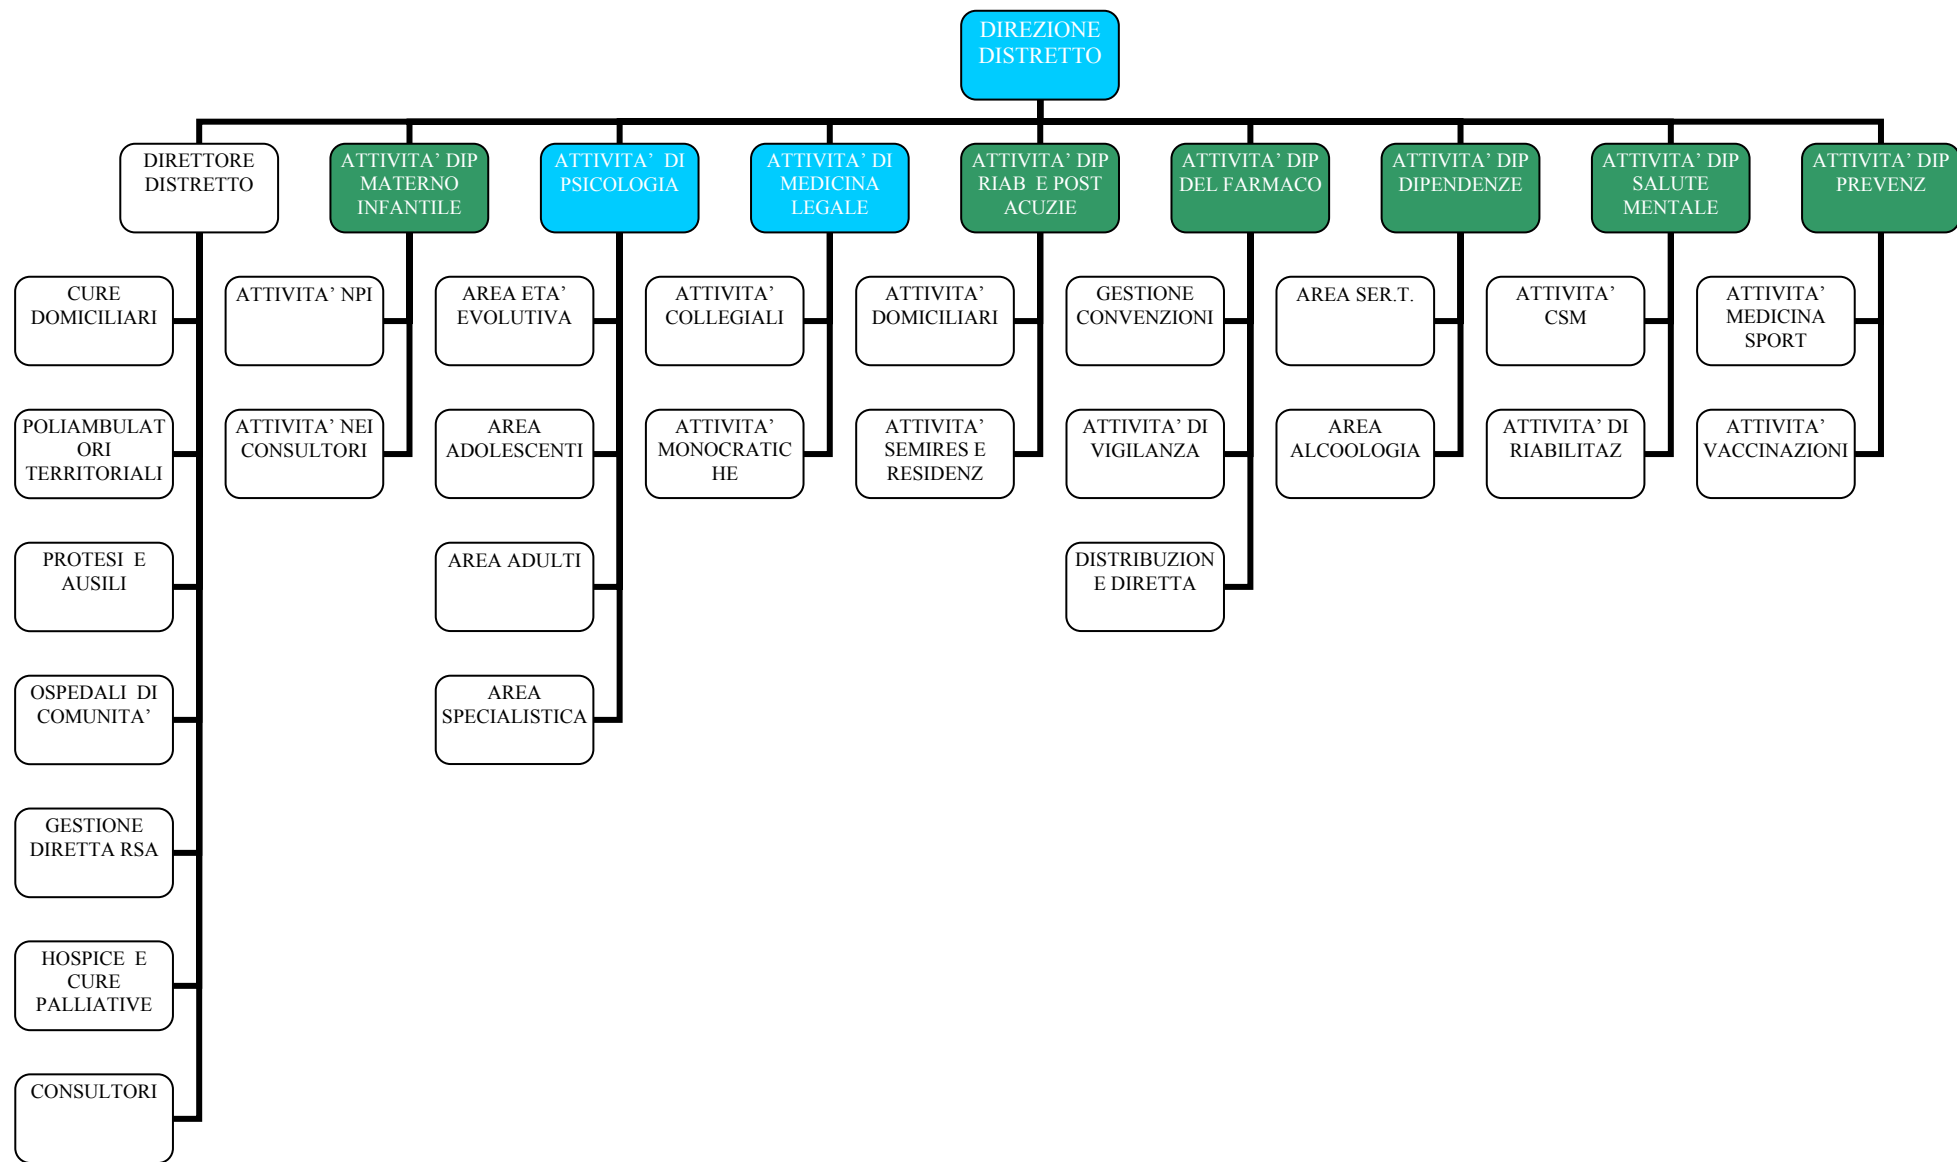 DIREZIONE
DISTRETTO
DIRETTORE
DISTRETTO
ATTIVITA’ DIP
MATERNO
INFANTILE
ATTIVITA’ DI
PSICOLOGIA
ATTIVITA’ DI
MEDICINA
LEGALE
ATTIVITA’ DIP
RIAB E POST
ACUZIE
ATTIVITA’ DIP
DEL FARMACO
ATTIVITA’ DIP
DIPENDENZE
ATTIVITA’ DIP
SALUTE
MENTALE
ATTIVITA’ DIP
PREVENZ
CURE
DOMICILIARI
ATTIVITA’ NPI
AREA ETA’
EVOLUTIVA
ATTIVITA’
COLLEGIALI
ATTIVITA’
DOMICILIARI
GESTIONE
CONVENZIONI
AREA SER.T.
ATTIVITA’
CSM
ATTIVITA’
MEDICINA
SPORT
POLIAMBULAT
ORI
TERRITORIALI
ATTIVITA’ NEI
CONSULTORI
AREA
ADOLESCENTI
ATTIVITA’
MONOCRATIC
HE
ATTIVITA’
SEMIRES E
RESIDENZ
ATTIVITA’ DI
VIGILANZA
AREA
ALCOOLOGIA
ATTIVITA’ DI
RIABILITAZ
ATTIVITA’
VACCINAZIONI
PROTESI E
AUSILI
AREA ADULTI
DISTRIBUZION
E DIRETTA
OSPEDALI DI
COMUNITA’
AREA
SPECIALISTICA
GESTIONE
DIRETTA RSA
HOSPICE E
CURE
PALLIATIVE
CONSULTORI